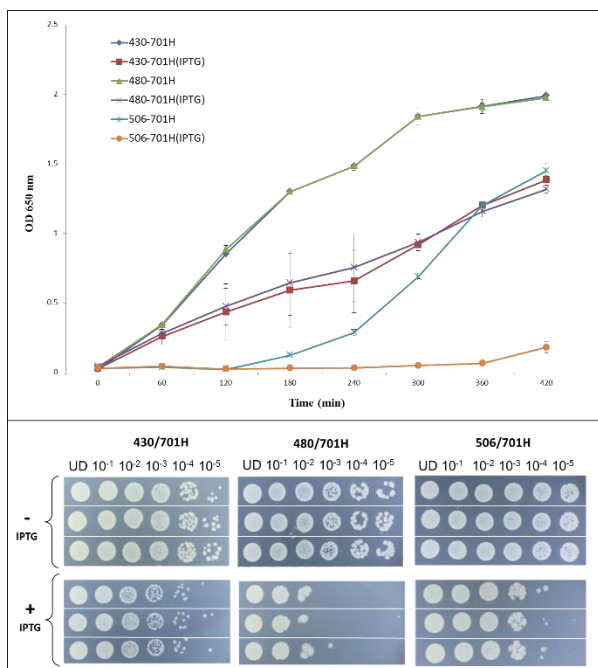 2.5
2
1.5
1
0.5
0
OD 650 nm
430-701H
430-701H(IPTG)
480-701H
480-701H(IPTG)
506-701H
506-701H(IPTG)
0 60 120 180 240 300 360 420
Time (min)
430/701H 480/701H 506/701H
UD 10-1 10-2 10-3 10-4 10-5 UD 10-1 10-2 10-3 10-4 10-5 UD 10-1 10-2 10-3 10-4 10-5
-
IPTG
+
IPTG